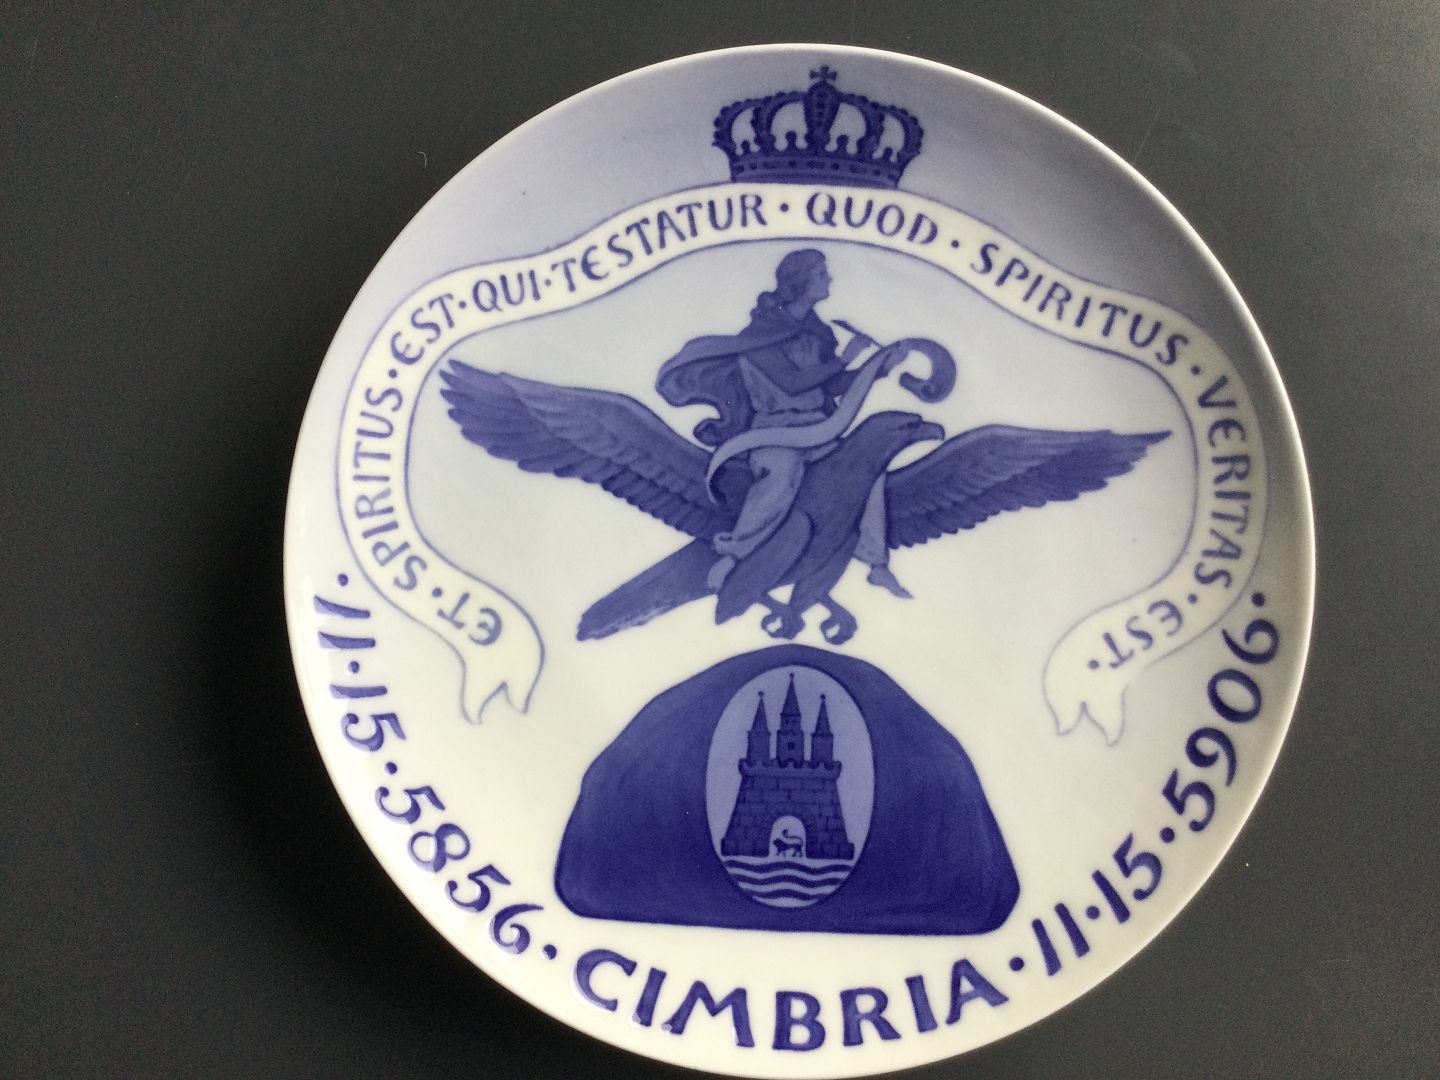 ET · SPIRITUS · EST · QUI · TESTATUR · QUOD · SPIRITUS · VERITAS · EST ·
· 11 · 15 · 5856 · CIMBRIA · 11 · 15 · 5906 ·